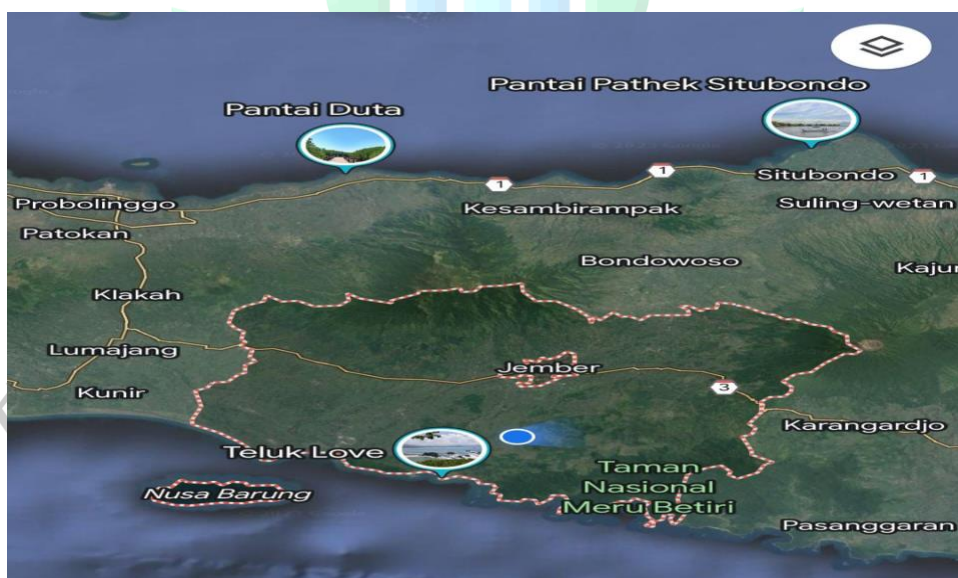 Pantai Pathek Situbondo
Pantai Duta
1
1
Situbondo
1
Probolinggo
Kesambirampak
Suling-wetan
Patokan
Bondowoso
Klakah
Lumajang
Jember
3
Kunir
Karangardjo
Teluk Love
Taman
Nasional
Meru Betiri
Nusa Barung
Pasanggaran